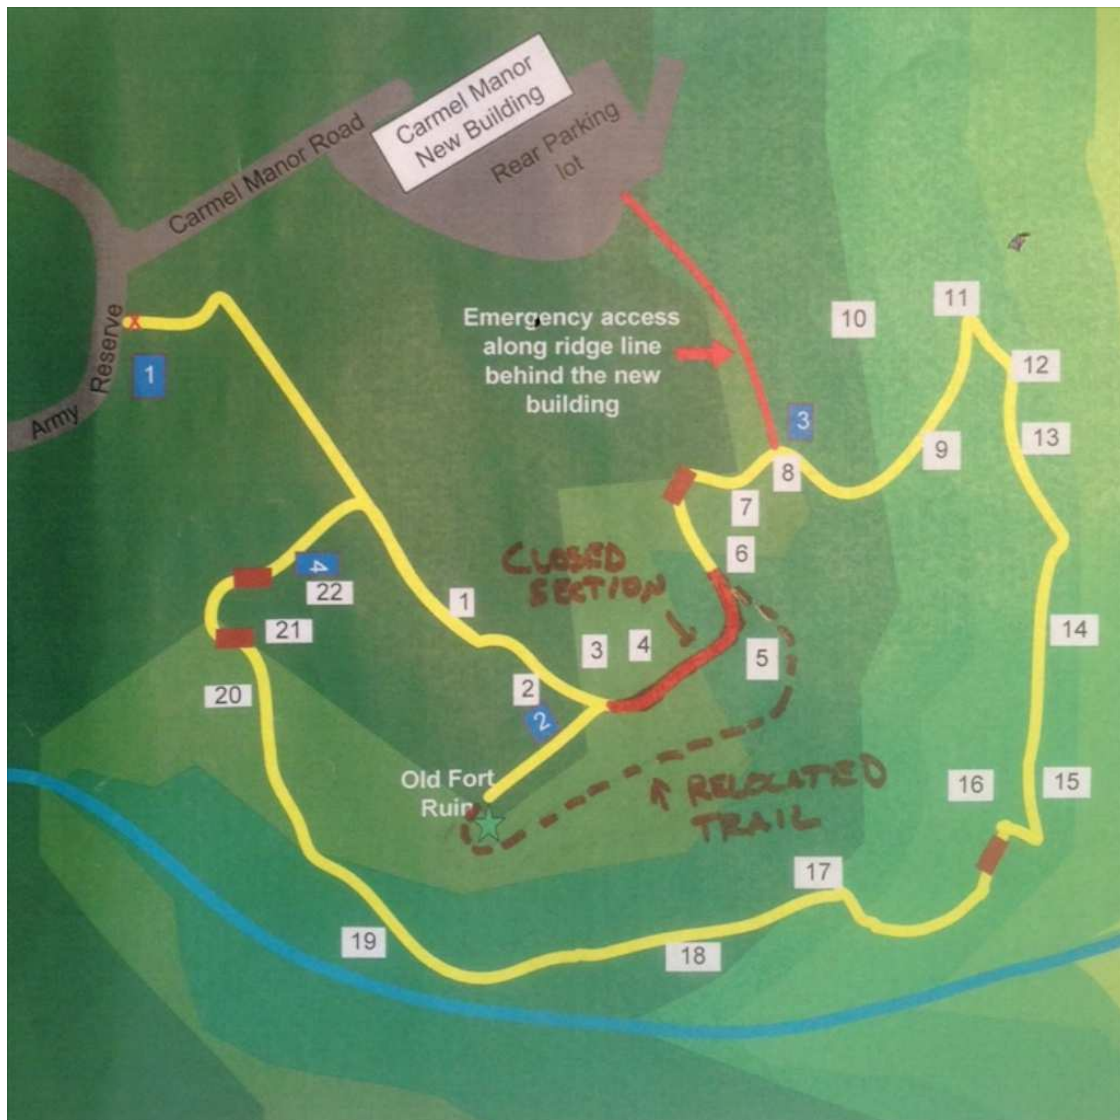 Carmel Manor
New Building
Rear Parking
lot
Carmel Manor Road
Army Reserve
X
1
Emergency access
along ridge line
behind the new
building
3
10
11
12
13
9
8
7
6
CLOSED
SECTION
4
22
21
20
1
2
3
4
5
2
14
Old Fort
Ruin
RELOCATED
TRAIL
16
15
17
18
19